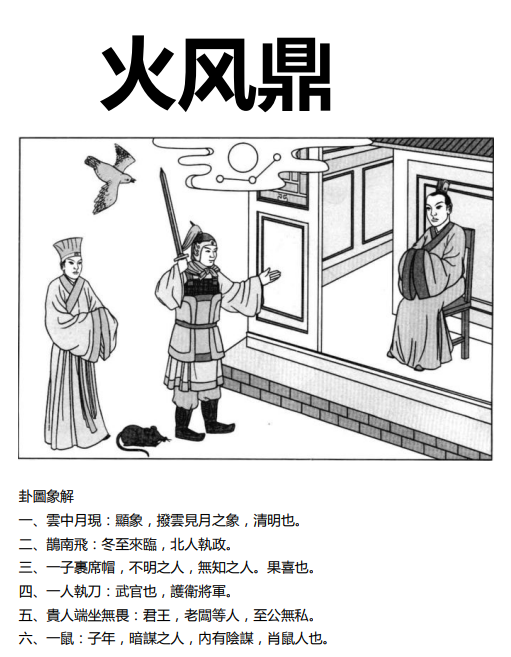 火风鼎
卦圖象解
一、雲中月現：顯象，撥雲見月之象，清明也。
二、鵲南飛：冬至來臨，北人執政。
三、一子裹席帽，不明之人，無知之人。果喜也。
四、一人執刀：武官也，護衛將軍。
五、貴人端坐無畏：君王，老闆等人，至公無私。
六、一鼠：子年，暗謀之人，內有陰謀，肖鼠人也。